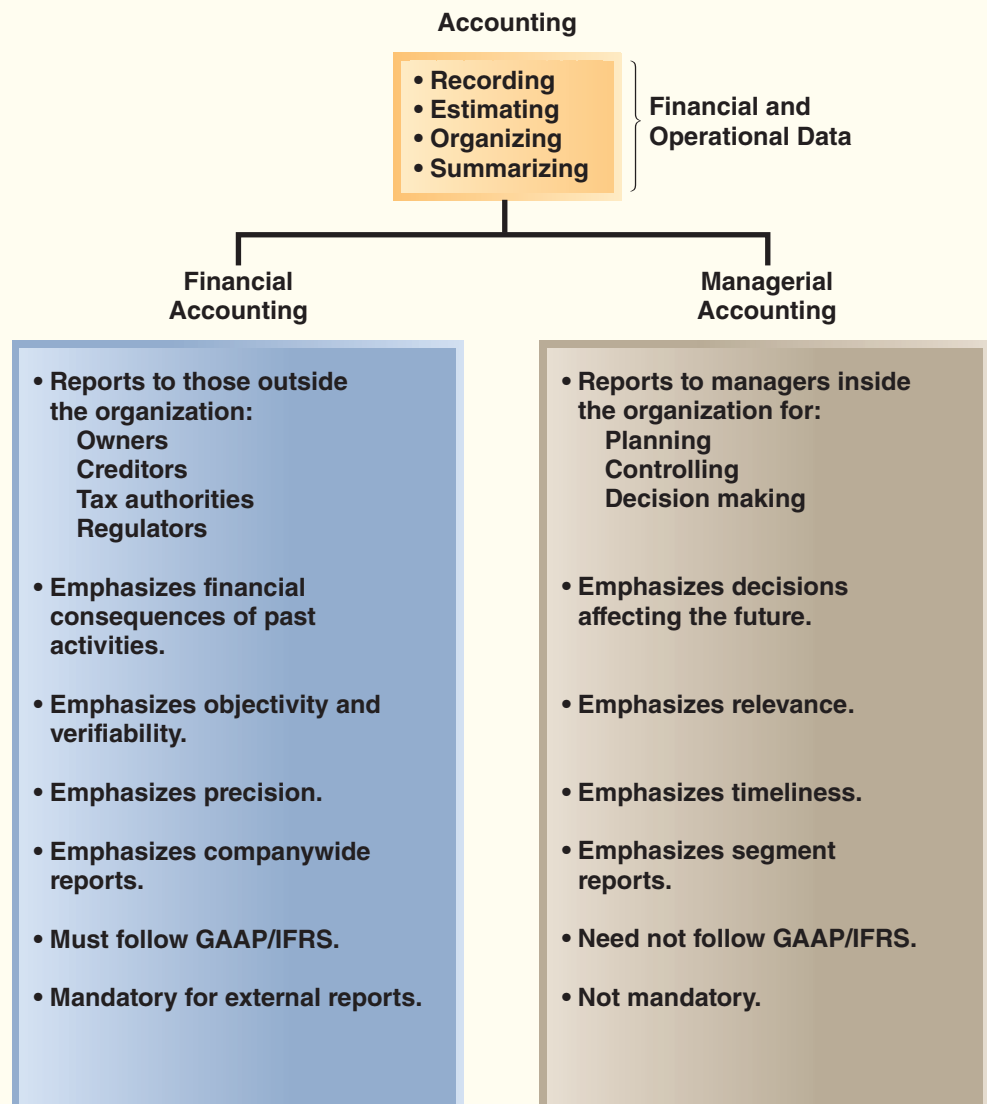 Accounting
• Recording
• Estimating
• Organizing
• Summarizing
Financial and
Operational Data
Financial
Accounting
• Reports to those outside
the organization:
Owners
Creditors
Tax authorities
Regulators
• Emphasizes financial
consequences of past
activities.
• Emphasizes objectivity and
verifiability.
• Emphasizes precision.
• Emphasizes companywide
reports.
• Must follow GAAP/IFRS.
• Mandatory for external reports.
Managerial
Accounting
• Reports to managers inside
the organization for:
Planning
Controlling
Decision making
• Emphasizes decisions
affecting the future.
• Emphasizes relevance.
• Emphasizes timeliness.
• Emphasizes segment
reports.
• Need not follow GAAP/IFRS.
• Not mandatory.